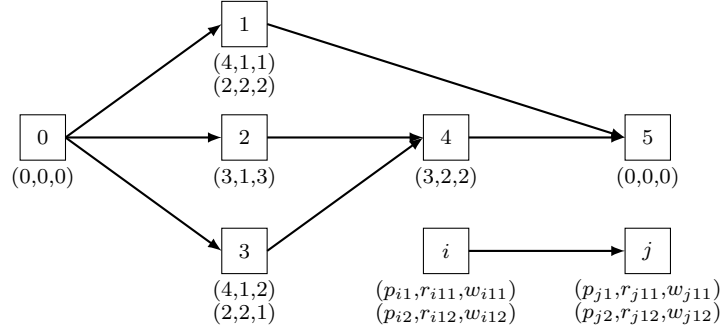 1
(4,1,1)
(2,2,2)
0
(0,0,0)
2
(3,1,3)
4
(3,2,2)
5
(0,0,0)
3
(4,1,2)
(2,2,1)
i
(p_{i1},r_{i11},w_{i11})
(p_{i2},r_{i12},w_{i12})
j
(p_{j1},r_{j11},w_{j11})
(p_{j2},r_{j12},w_{j12})